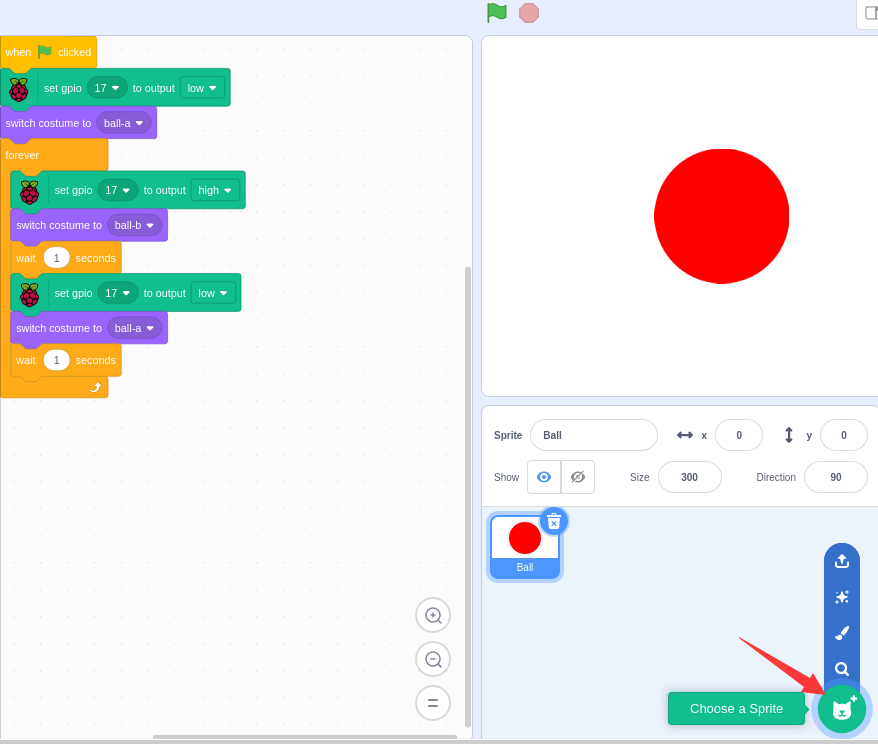 when clicked
set gpio 17 to output low
switch costume to ball-a
forever
set gpio 17 to output high
switch costume to ball-b
wait 1 seconds
set gpio 17 to output low
switch costume to ball-a
wait 1 seconds
Sprite Ball x 0 y 0
Show Size 300 Direction 90
Ball
Choose a Sprite